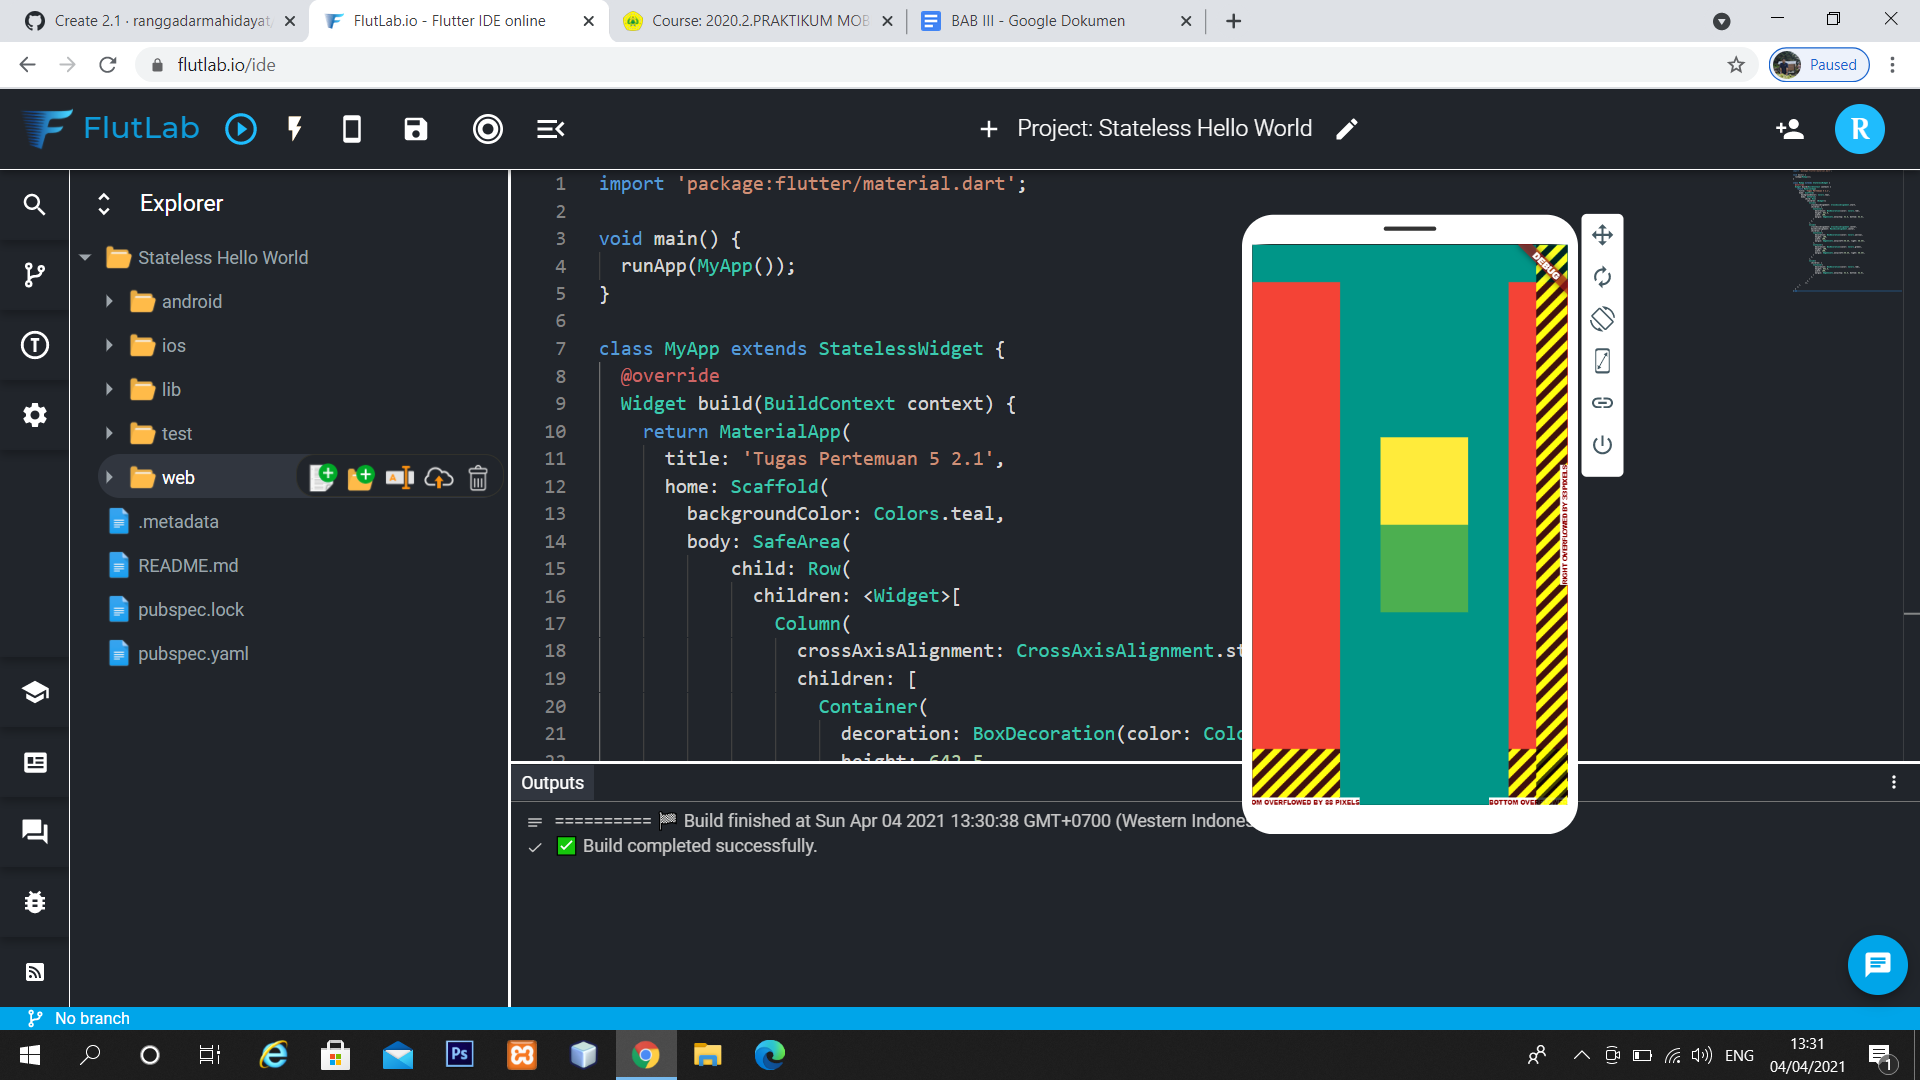 Create 2.1 · ranggadarmahidayat
FlutLab.io - Flutter IDE online
Course: 2020.2.PRAKTIKUM MOB
BAB III - Google Dokumen
flutlab.io/ide
Paused
FlutLab
Project: Stateless Hello World
R
Explorer
Stateless Hello World
android
ios
lib
test
web
.metadata
README.md
pubspec.lock
pubspec.yaml
1 import 'package:flutter/material.dart';
2
3 void main() {
4 runApp(MyApp());
5 }
6
7 class MyApp extends StatelessWidget {
8 @override
9 Widget build(BuildContext context) {
10 return MaterialApp(
11 title: 'Tugas Pertemuan 5 2.1',
12 home: Scaffold(
13 backgroundColor: Colors.teal,
14 body: SafeArea(
15 child: Row(
16 children: <Widget>[
17 Column(
18 crossAxisAlignment: CrossAxisAlignment.st
19 children: [
20 Container(
21 decoration: BoxDecoration(color: Colo
22 height: 642.5
DEBUG
RIGHT OVERFLOWED BY 33 PIXELS
OM OVERFLOWED BY 88 PIXELS
BOTTOM OVE
Outputs
========== Build finished at Sun Apr 04 2021 13:30:38 GMT+0700 (Western Indones
Build completed successfully.
No branch
Ps
ENG
13:31
04/04/2021
1